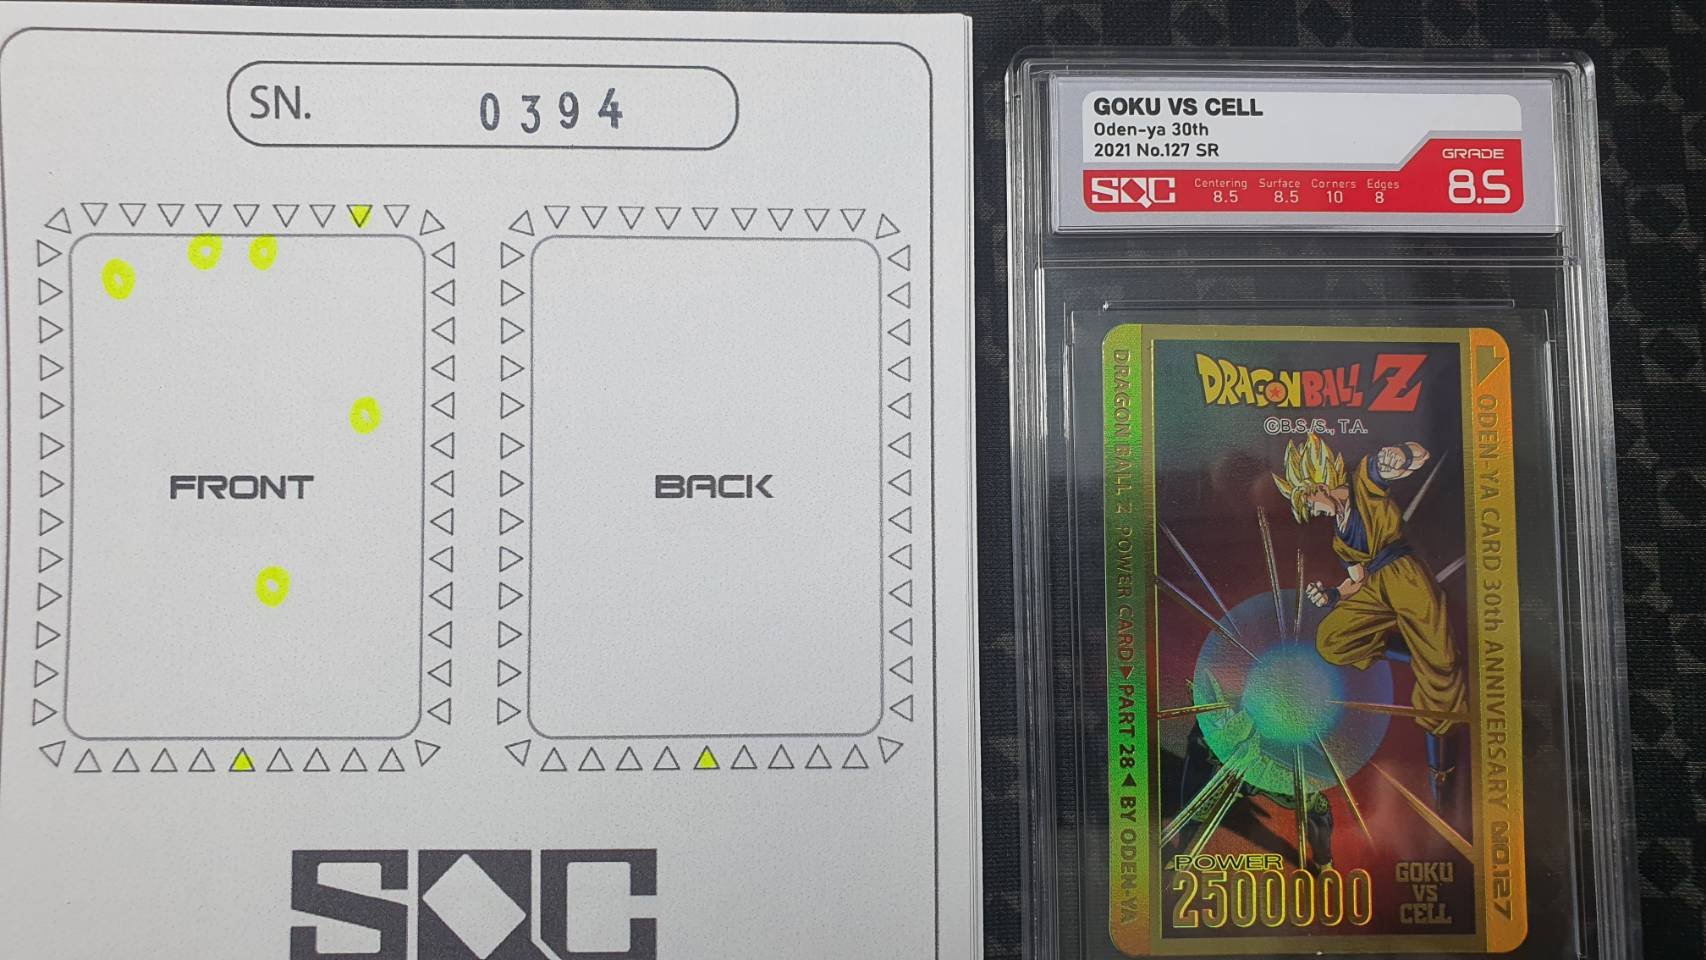 SN. 0394
FRONT
BACK
SQC
GOKU VS CELL
Oden-ya 30th
2021 No.127 SR
GRADE
8.5
SQC
Centering Surface Corners Edges
8.5 8.5 10 8
DRAGON BALL Z
©B.S./S., T.A.
DRAGON BALL Z POWER CARD▶PART 28◀BY ODEN-YA
ODEN-YA CARD 30th ANNIVERSARY NO.127
POWER
2500000
GOKU
VS
CELL